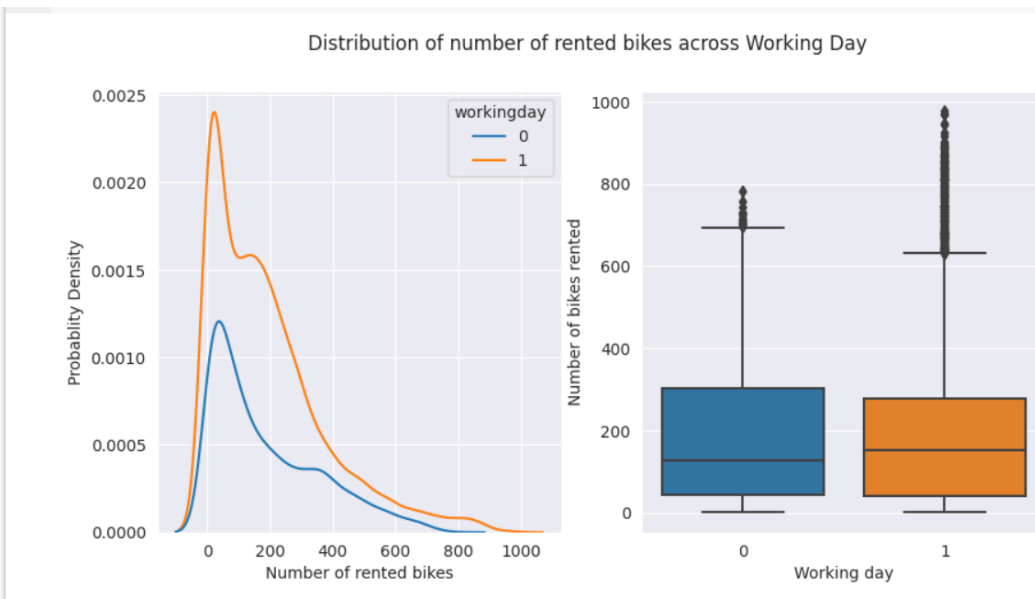 Distribution of number of rented bikes across Working Day
0.0025
0.0020
0.0015
0.0010
0.0005
0.0000
Probablity Density
workingday
0
1
0 200 400 600 800 1000
Number of rented bikes
1000
800
600
400
200
0
Number of bikes rented
0 1
Working day